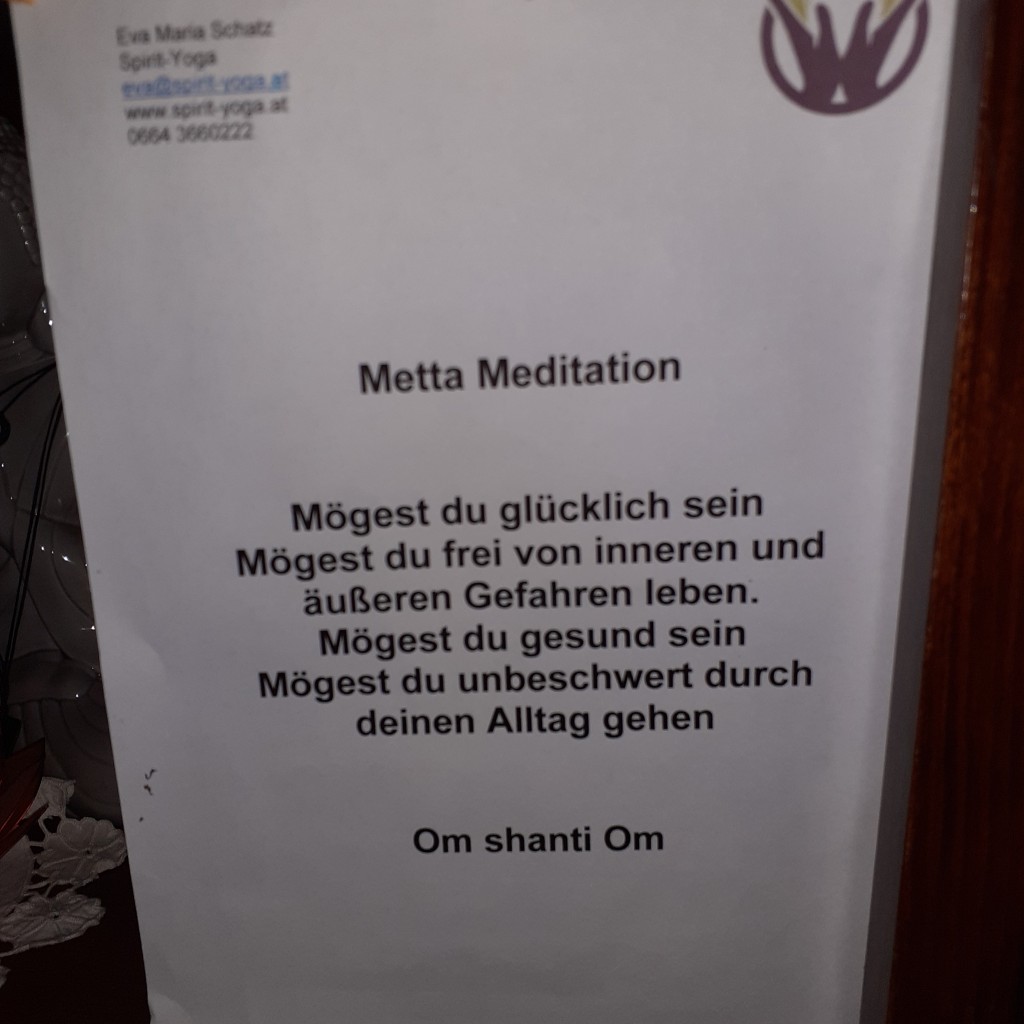 Eva Maria Schatz
Spirit-Yoga
eva@spirit-yoga.at
www.spirit-yoga.at
0664 3660222
Metta Meditation
Mögest du glücklich sein
Mögest du frei von inneren und
äußeren Gefahren leben.
Mögest du gesund sein
Mögest du unbeschwert durch
deinen Alltag gehen
Om shanti Om